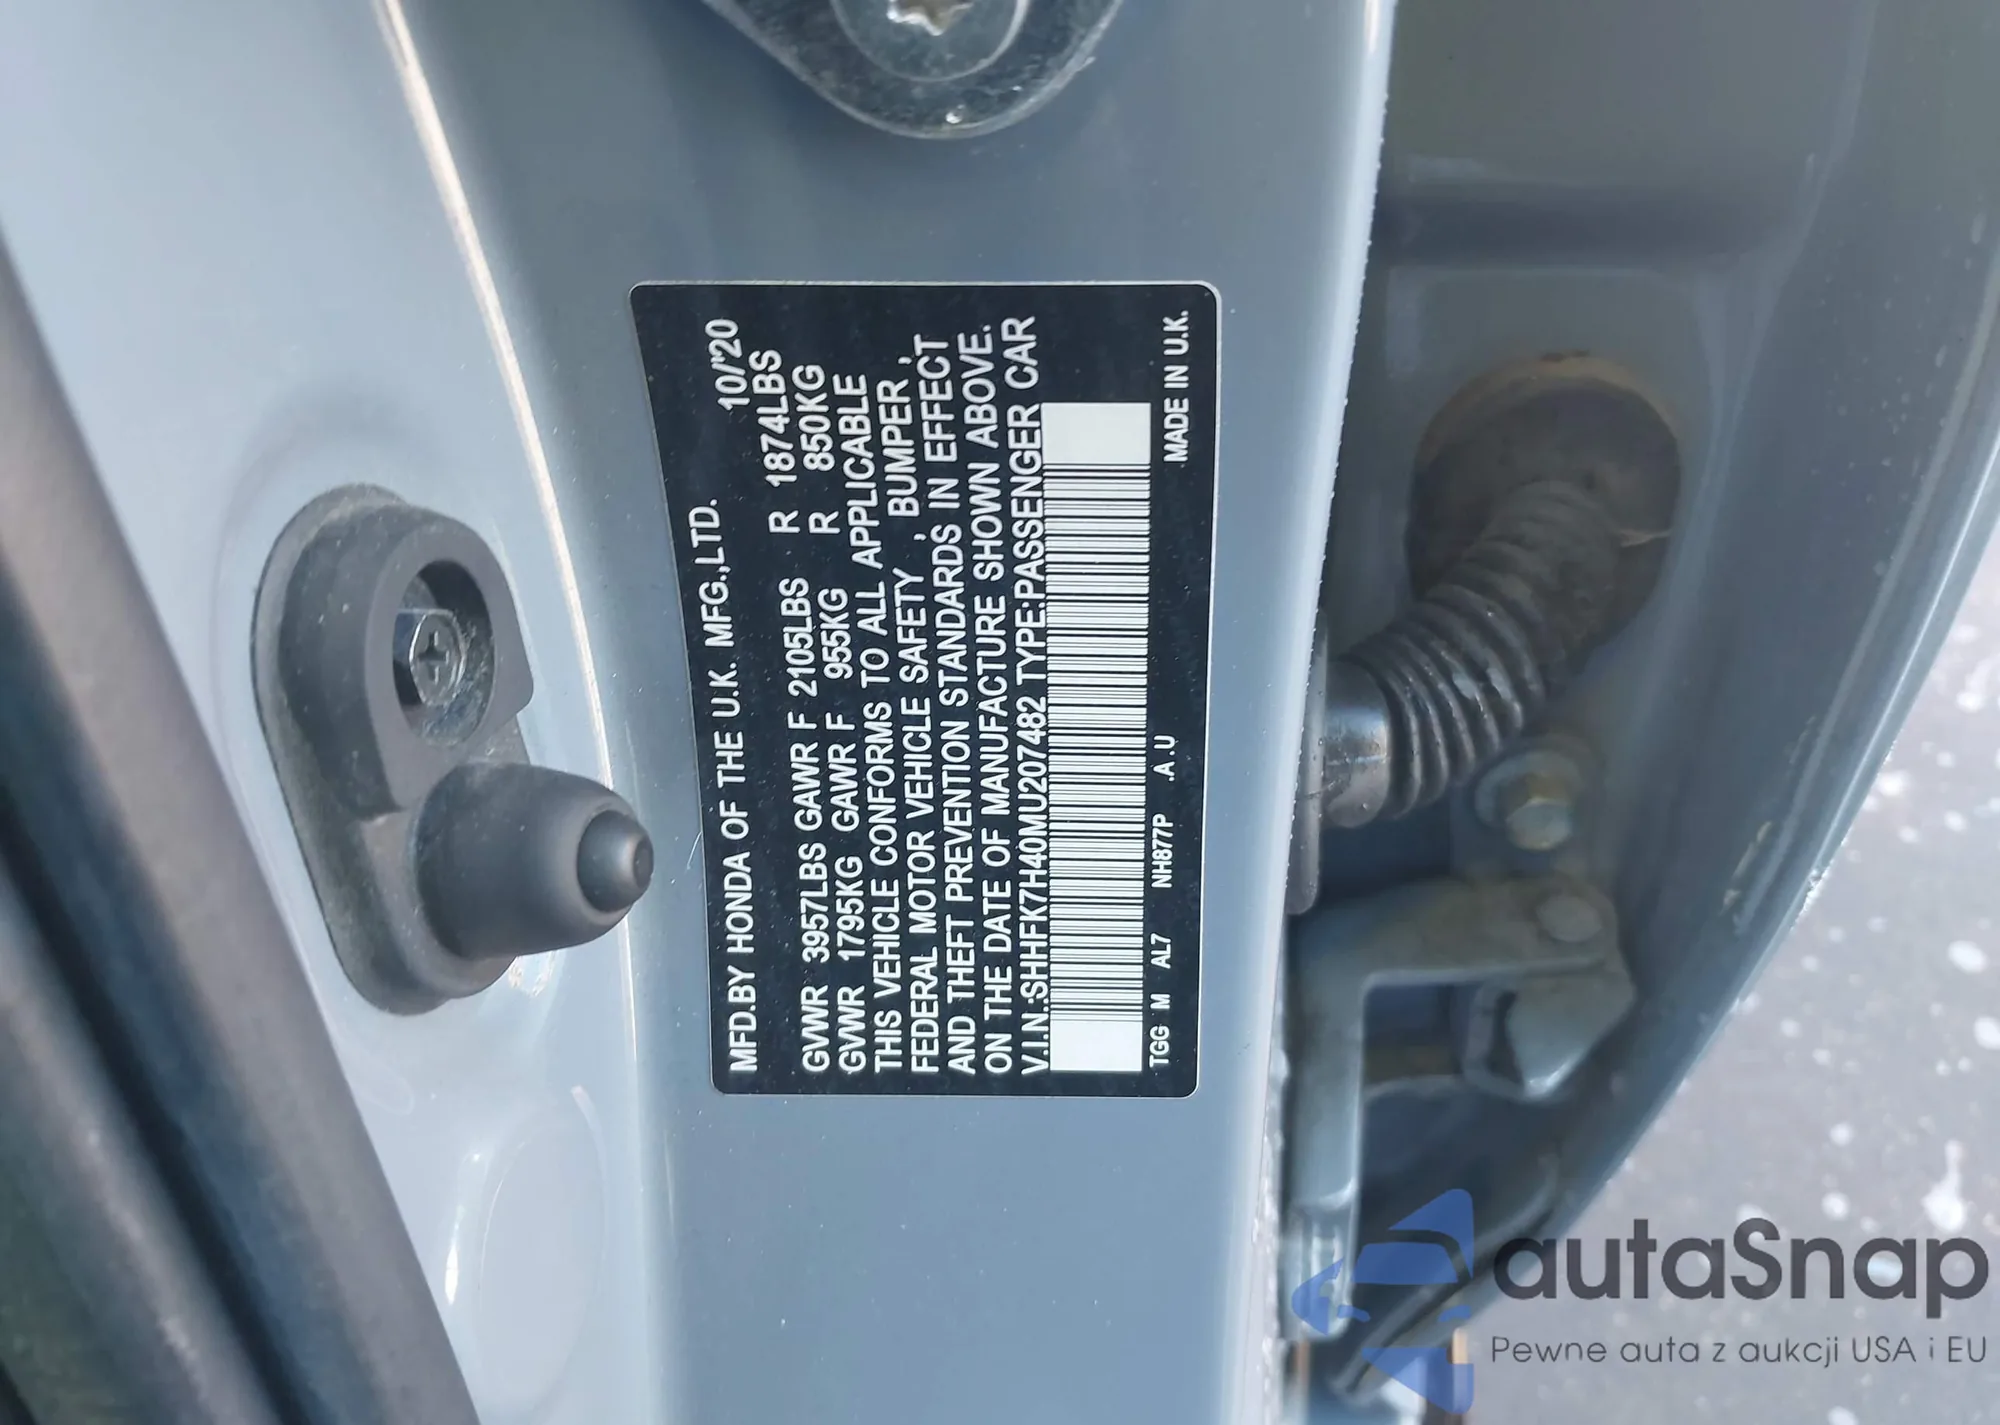 MFD.BY HONDA OF THE U.K. MFG.,LTD. 10/'20
GVWR 3957LBS GAWR F 2105LBS R 1874LBS
GVWR 1795KG GAWR F 955KG R 850KG
THIS VEHICLE CONFORMS TO ALL APPLICABLE
FEDERAL MOTOR VEHICLE SAFETY, BUMPER,
AND THEFT PREVENTION STANDARDS IN EFFECT
ON THE DATE OF MANUFACTURE SHOWN ABOVE.
V.I.N.:SHHFK7H40MU207482 TYPE:PASSENGER CAR
TGG M AL7 NH877P .A.U MADE IN U.K.
autaSnap
Pewne auta z aukcji USA i EU